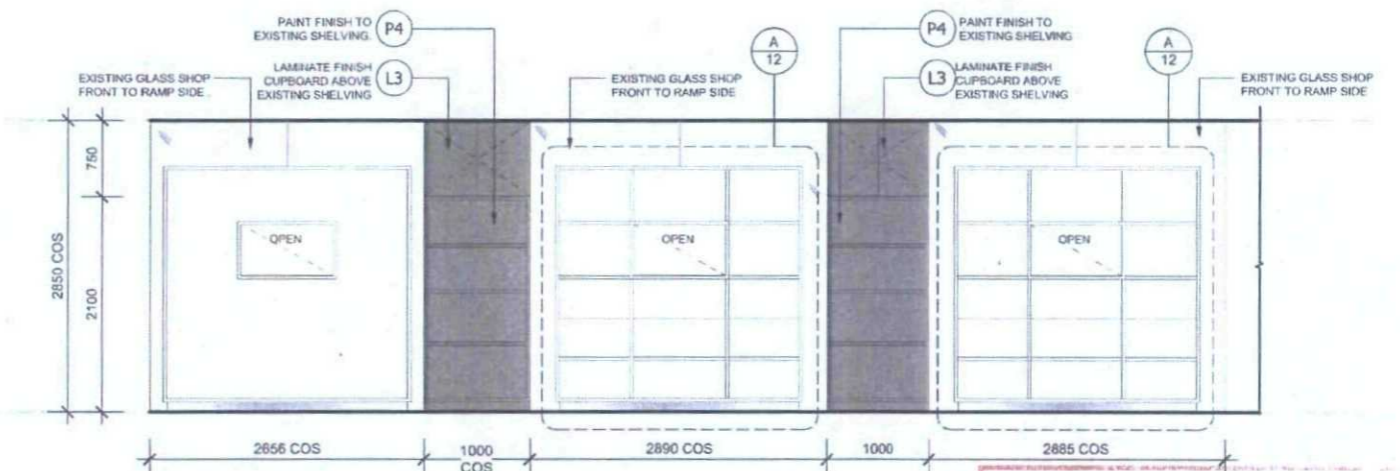 PAINT FINISH TO
EXISTING SHELVING.
P4
LAMINATE FINISH
CUPBOARD ABOVE
EXISTING SHELVING
L3
EXISTING GLASS SHOP
FRONT TO RAMP SIDE
A
12
EXISTING GLASS SHOP
FRONT TO RAMP SIDE
P4
PAINT FINISH TO
EXISTING SHELVING
L3
LAMINATE FINISH
CUPBOARD ABOVE
EXISTING SHELVING
A
12
EXISTING GLASS SHOP
FRONT TO RAMP SIDE
750
2850 COS
2100
OPEN
OPEN
OPEN
2656 COS
1000
COS
2890 COS
1000
2885 COS